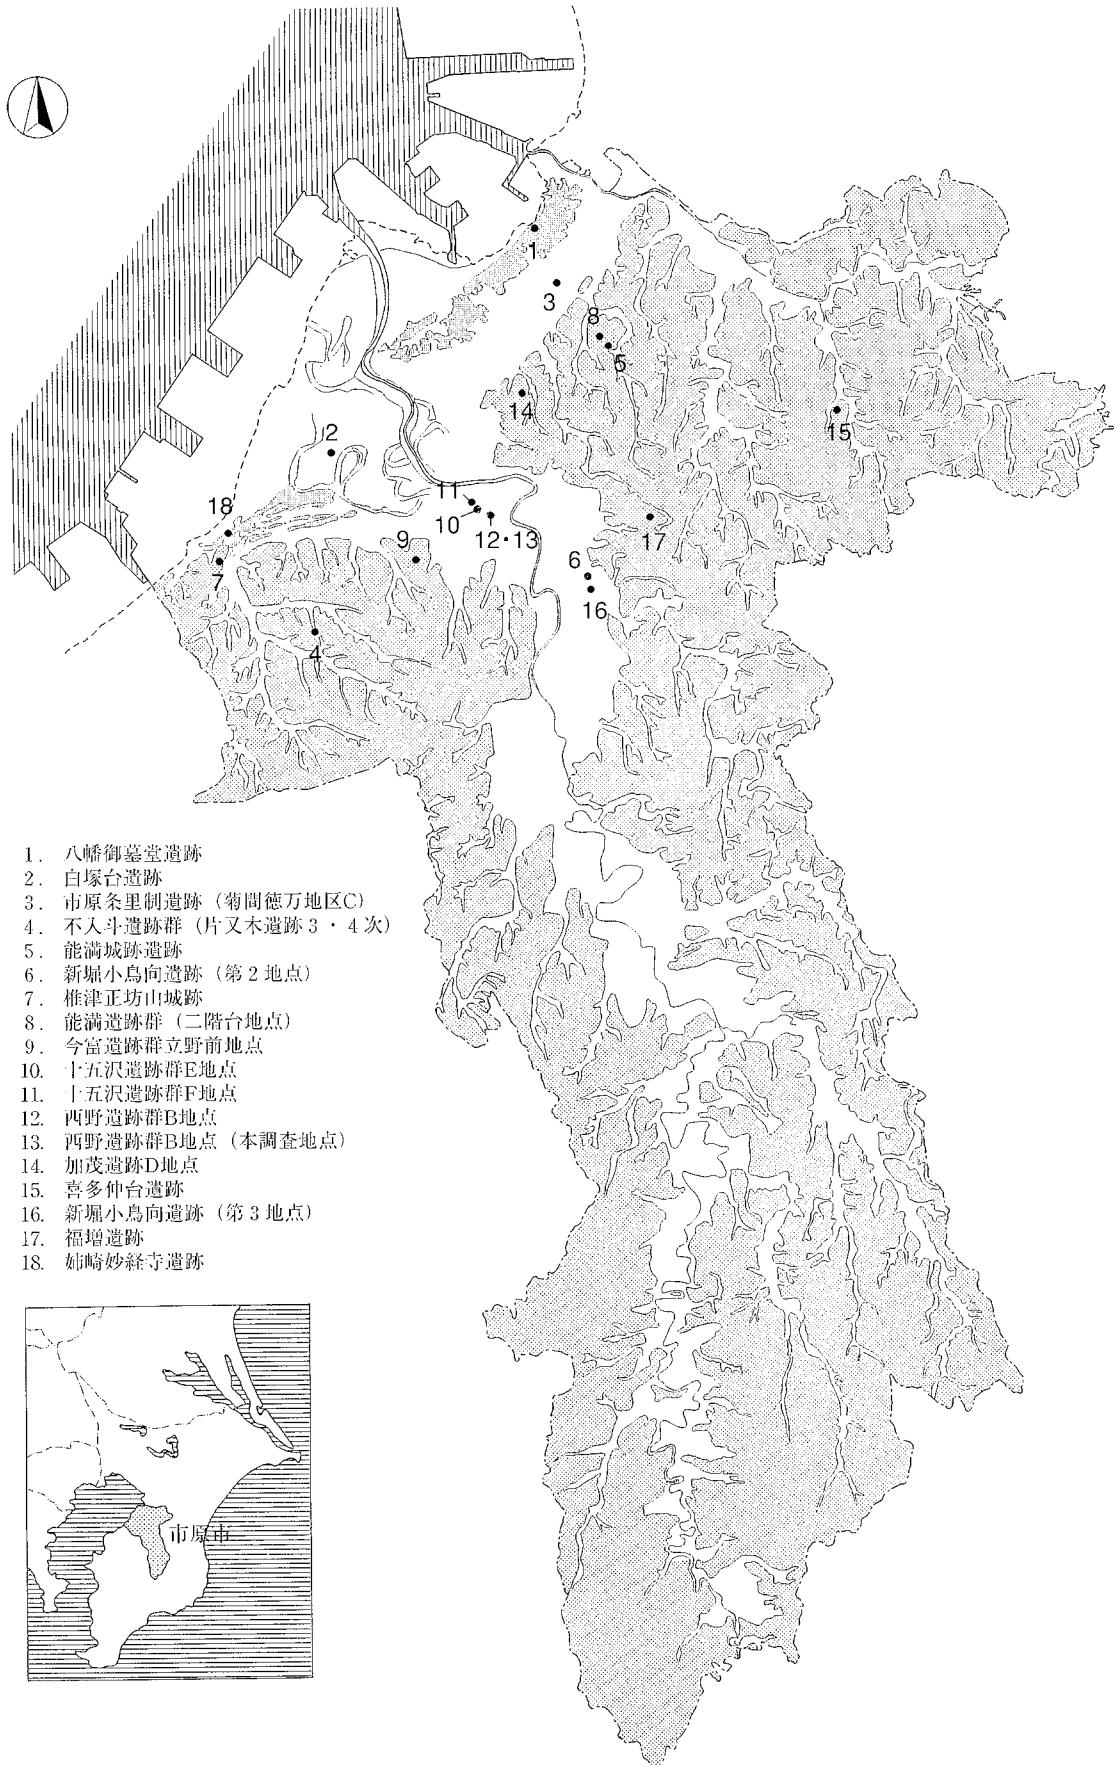 1
3
8
5
14
15
2
11
10
12
13
18
9
17
7
6
16
4
1. 八幡御墓堂遺跡
2. 白塚台遺跡
3. 市原条里制遺跡（菊間徳万地区C）
4. 不入斗遺跡群（片又木遺跡3・4次）
5. 能満城跡遺跡
6. 新堀小鳥向遺跡（第2地点）
7. 椎津正坊山城跡
8. 能満遺跡群（二階台地点）
9. 今富遺跡群立野前地点
10. 十五沢遺跡群E地点
11. 十五沢遺跡群F地点
12. 西野遺跡群B地点
13. 西野遺跡群B地点（本調査地点）
14. 加茂遺跡D地点
15. 喜多仲台遺跡
16. 新堀小鳥向遺跡（第3地点）
17. 福増遺跡
18. 姉崎妙経寺遺跡
市原市